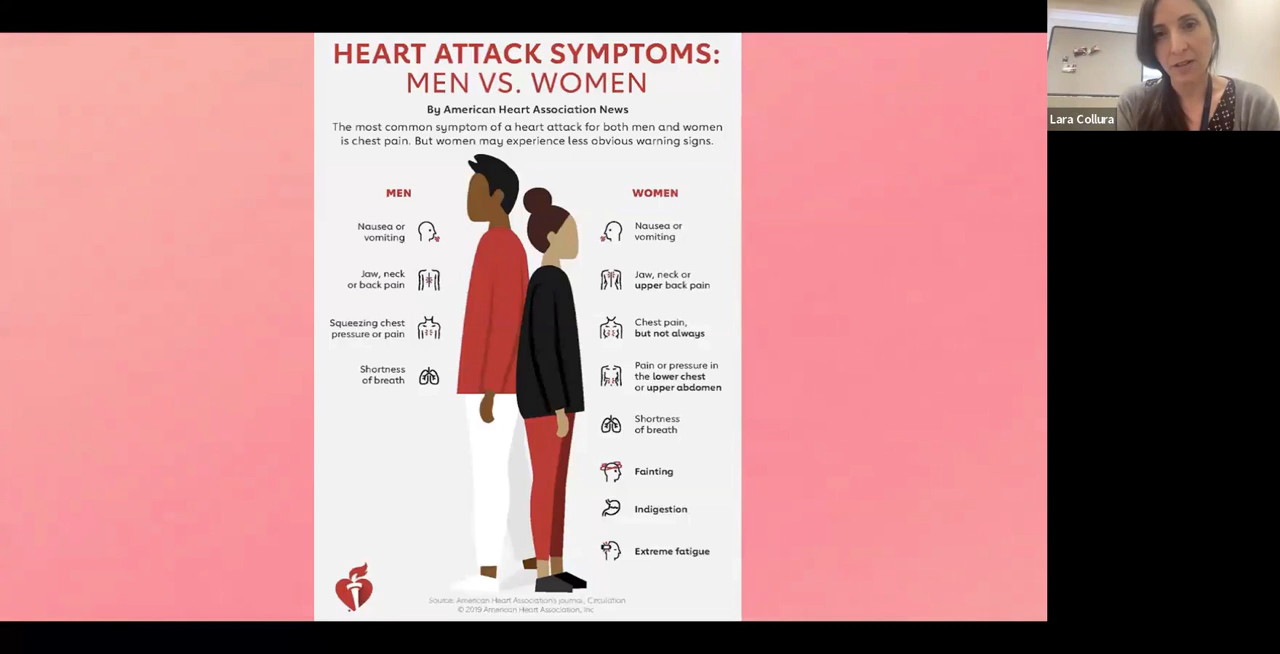 HEART ATTACK SYMPTOMS:
MEN VS. WOMEN
By American Heart Association News
The most common symptom of a heart attack for both men and women
is chest pain. But women may experience less obvious warning signs.
MEN
Nausea or
vomiting
Jaw, neck
or back pain
Squeezing chest
pressure or pain
Shortness
of breath
WOMEN
Nausea or
vomiting
Jaw, neck or
upper back pain
Chest pain,
but not always
Pain or pressure in
the lower chest
or upper abdomen
Shortness
of breath
Fainting
Indigestion
Extreme fatigue
Source: American Heart Association's journal, Circulation
© 2019 American Heart Association, Inc
Lara Collura